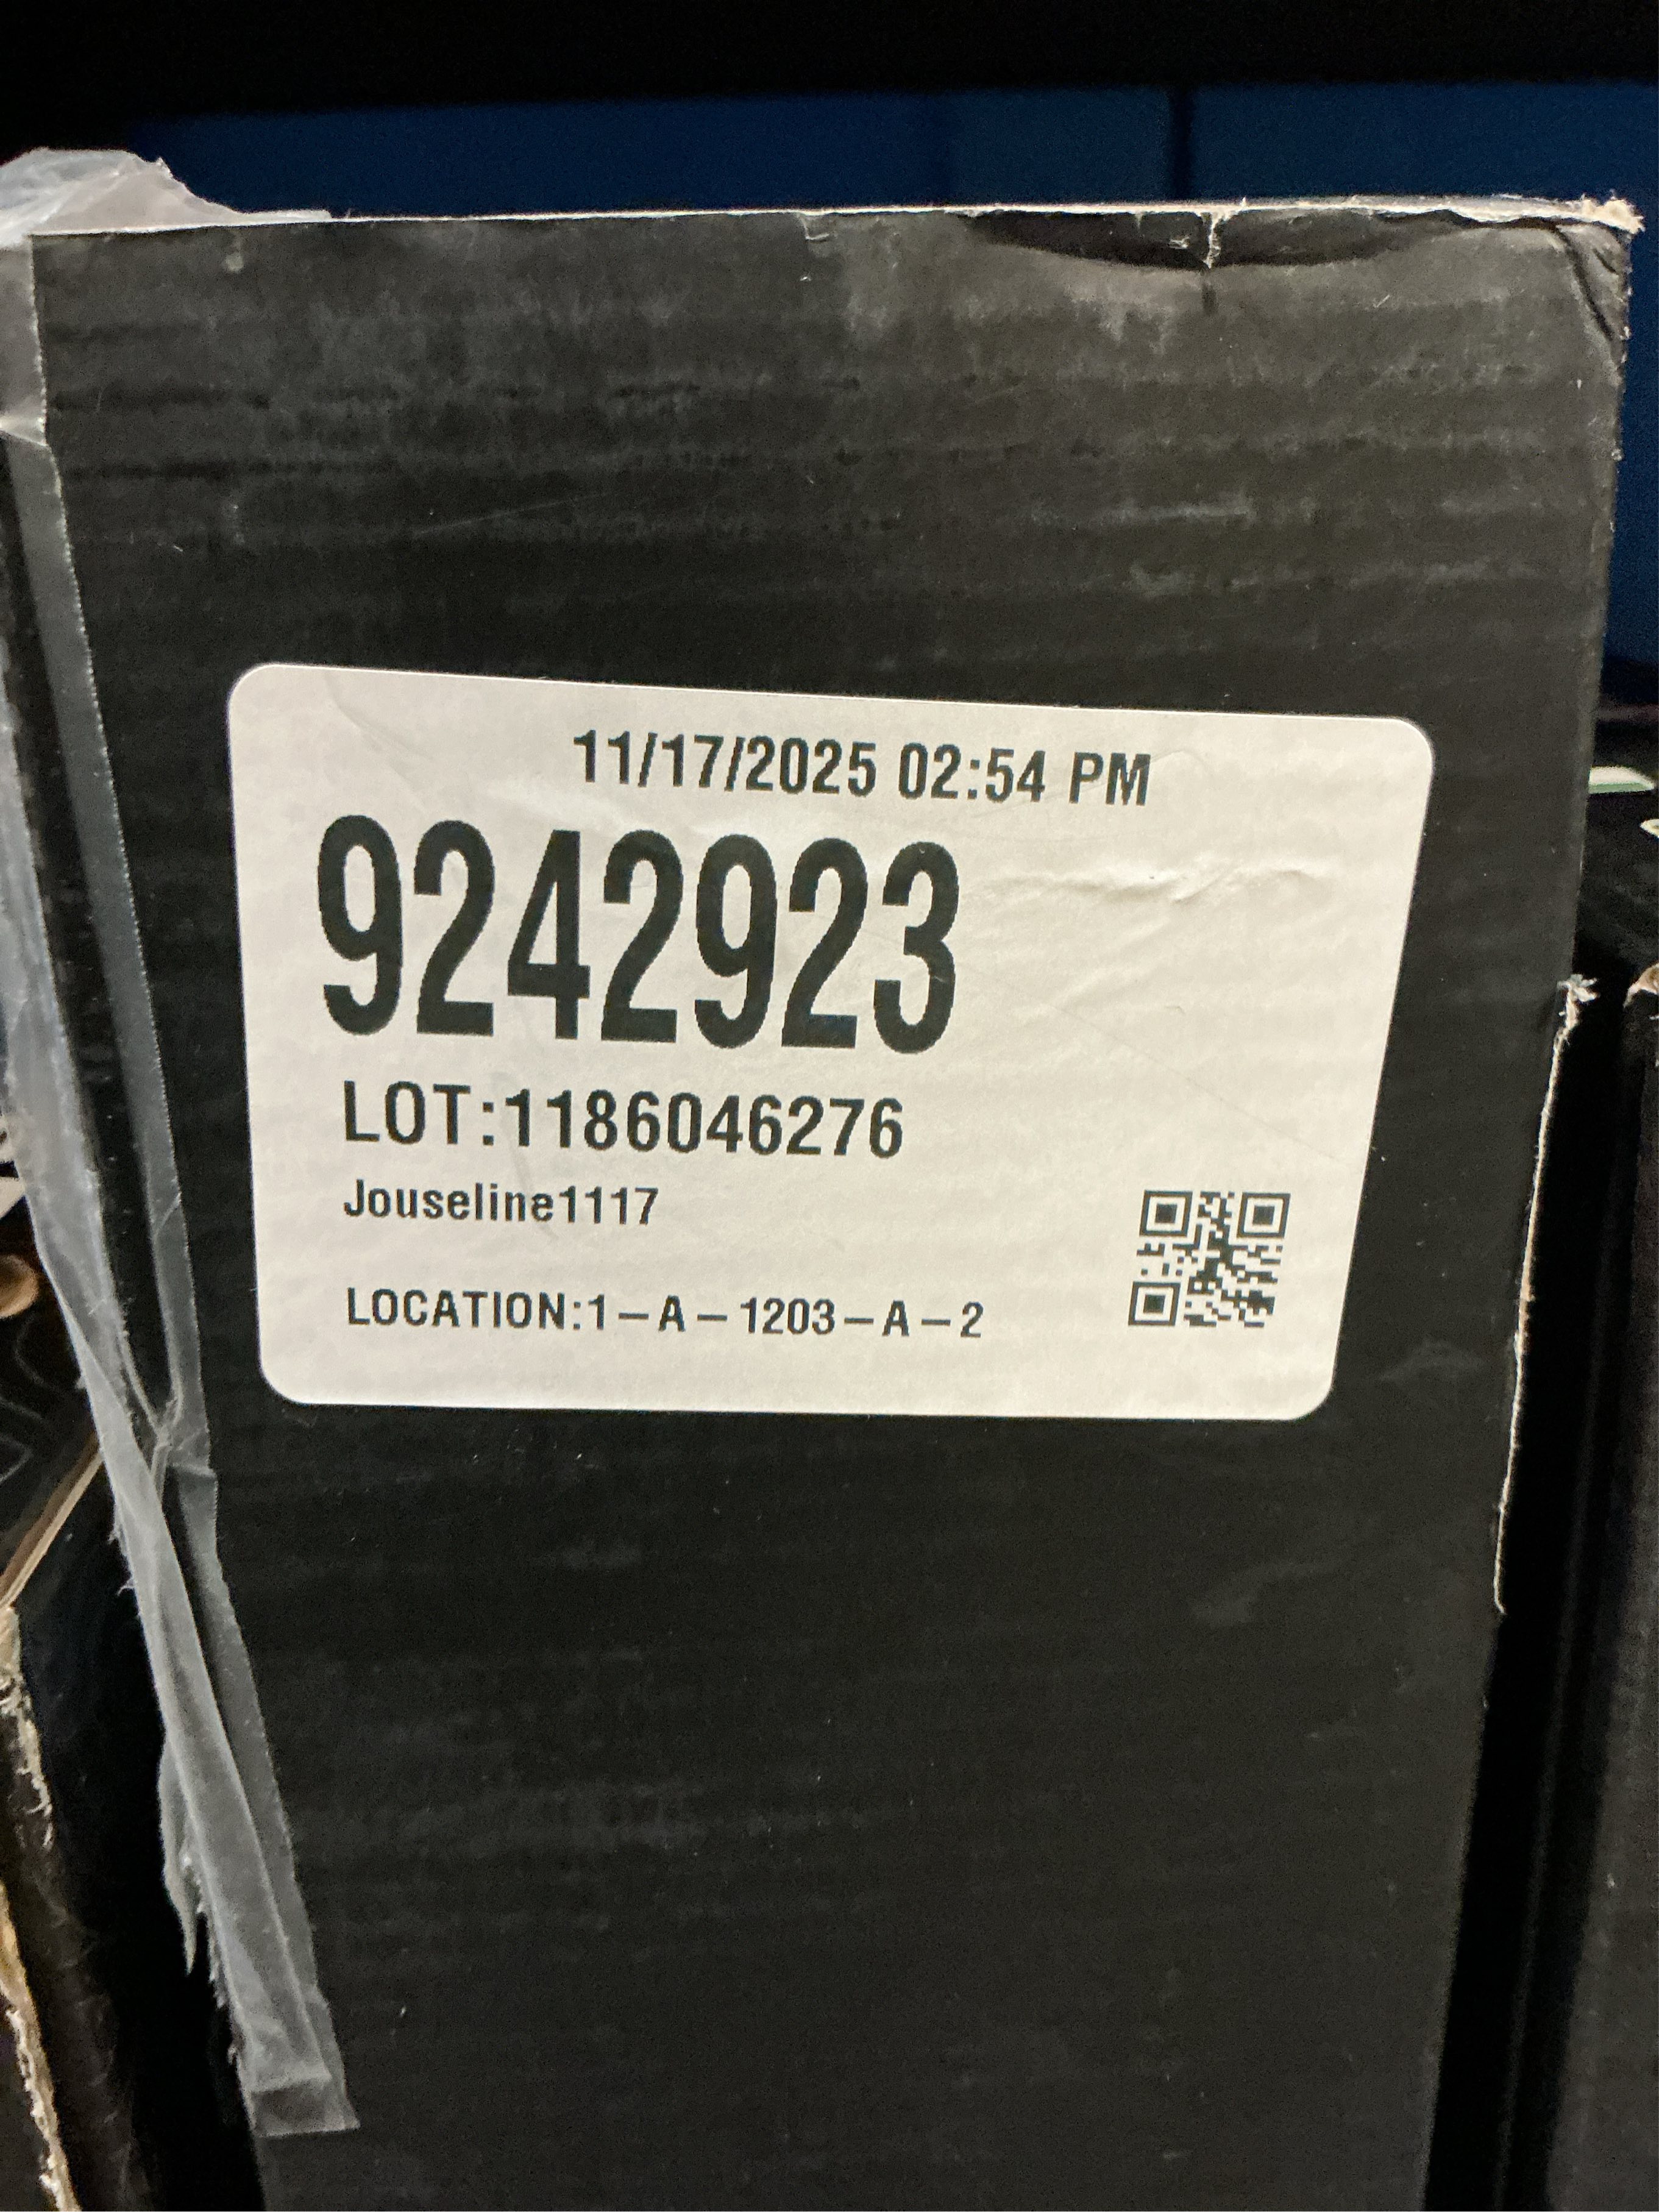 11/17/2025 02:54 PM
9242923
LOT:1186046276
Jouseline1117
LOCATION:1-A-1203-A-2